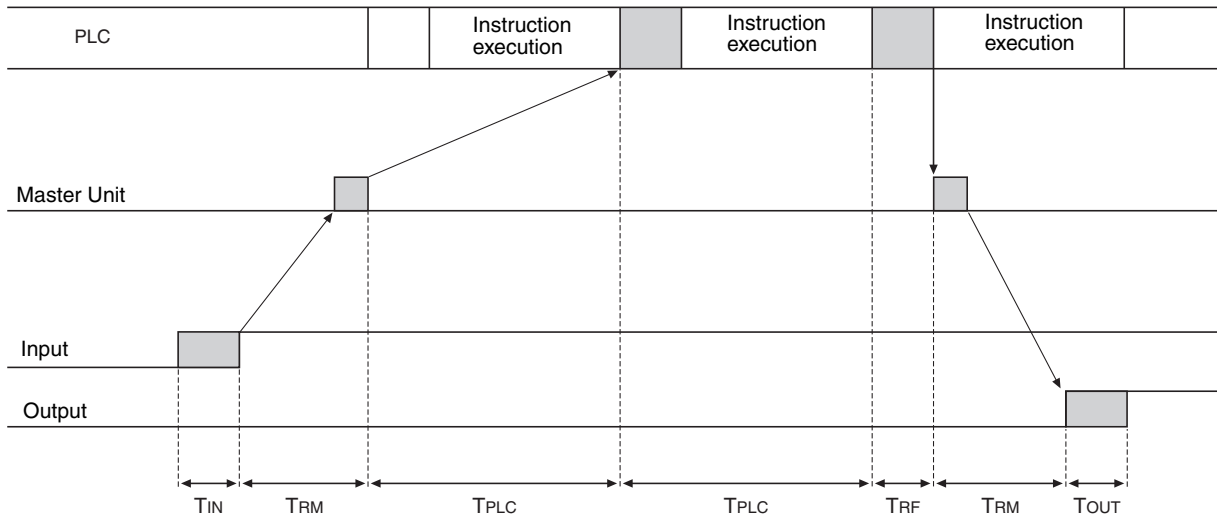 PLC
Instruction
execution
Instruction
execution
Instruction
execution
Master Unit
Input
Output
TIN
TRM
TPLC
TPLC
TRF
TRM
TOUT